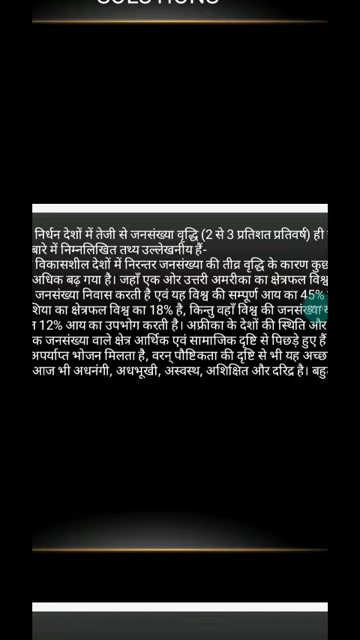 SOLUTIONS
निर्धन देशों में तेजी से जनसंख्या वृद्धि (2 से 3 प्रतिशत प्रतिवर्ष) ही
बारे में निम्नलिखित तथ्य उल्लेखनीय हैं-
विकासशील देशों में निरन्तर जनसंख्या की तीव्र वृद्धि के कारण कुछ
अधिक बढ़ गया है। जहाँ एक ओर उत्तरी अमरीका का क्षेत्रफल विश्व
जनसंख्या निवास करती है एवं यह विश्व की सम्पूर्ण आय का 45%
शिया का क्षेत्रफल विश्व का 18% है, किन्तु वहाँ विश्व की जनसंख्या
12% आय का उपभोग करती है। अफ्रीका के देशों की स्थिति और
क जनसंख्या वाले क्षेत्र आर्थिक एवं सामाजिक दृष्टि से पिछड़े हुए हैं
अपर्याप्त भोजन मिलता है, वरन् पौष्टिकता की दृष्टि से भी यह अच्छ
आज भी अधनंगी, अधभूखी, अस्वस्थ, अशिक्षित और दरिद्र है। बहु